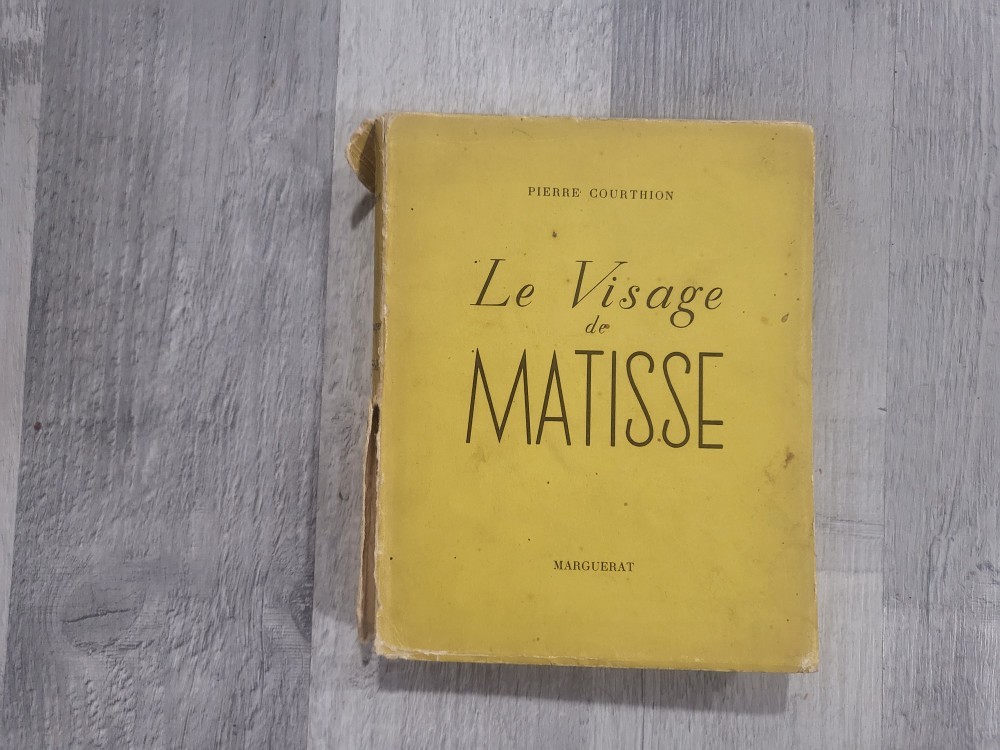 PIERRE COURTHION
Le Visage
de
MATISSE
MARGUERAT